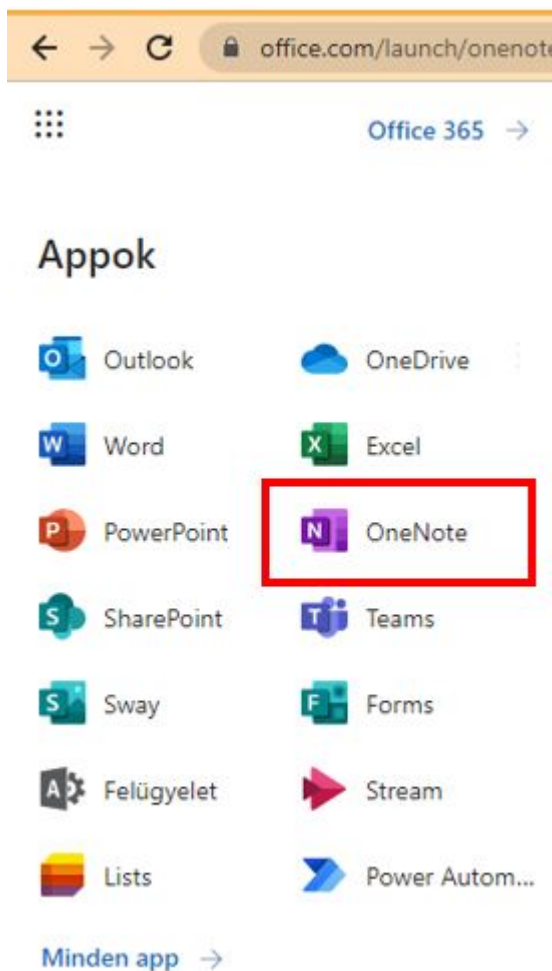 office.com/launch/onenote
Office 365 →
Appok
Outlook OneDrive
Word Excel
PowerPoint OneNote
SharePoint Teams
Sway Forms
Felügyelet Stream
Lists Power Autom...
Minden app →